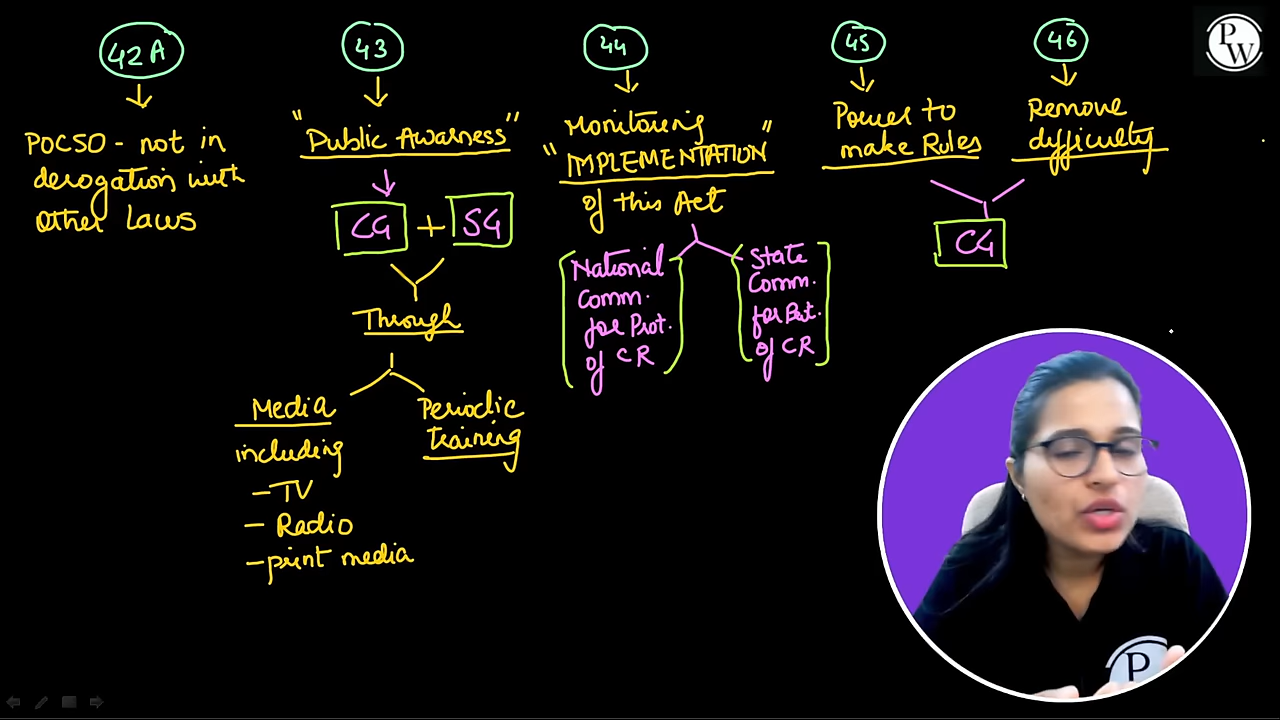 42A
POCSO - not in
derogation with
Other Laws
43
"Public Awarness"
CG + SG
Through
Media
including
- TV
- Radio
- print media
Periodic
training
44
Monitoring
"IMPLEMENTATION"
of this Act
National
Comm.
for Prot.
of CR
State
Comm.
for Prot.
of CR
45
Power to
make Rules
46
Remove
difficulty
CG
PW
P